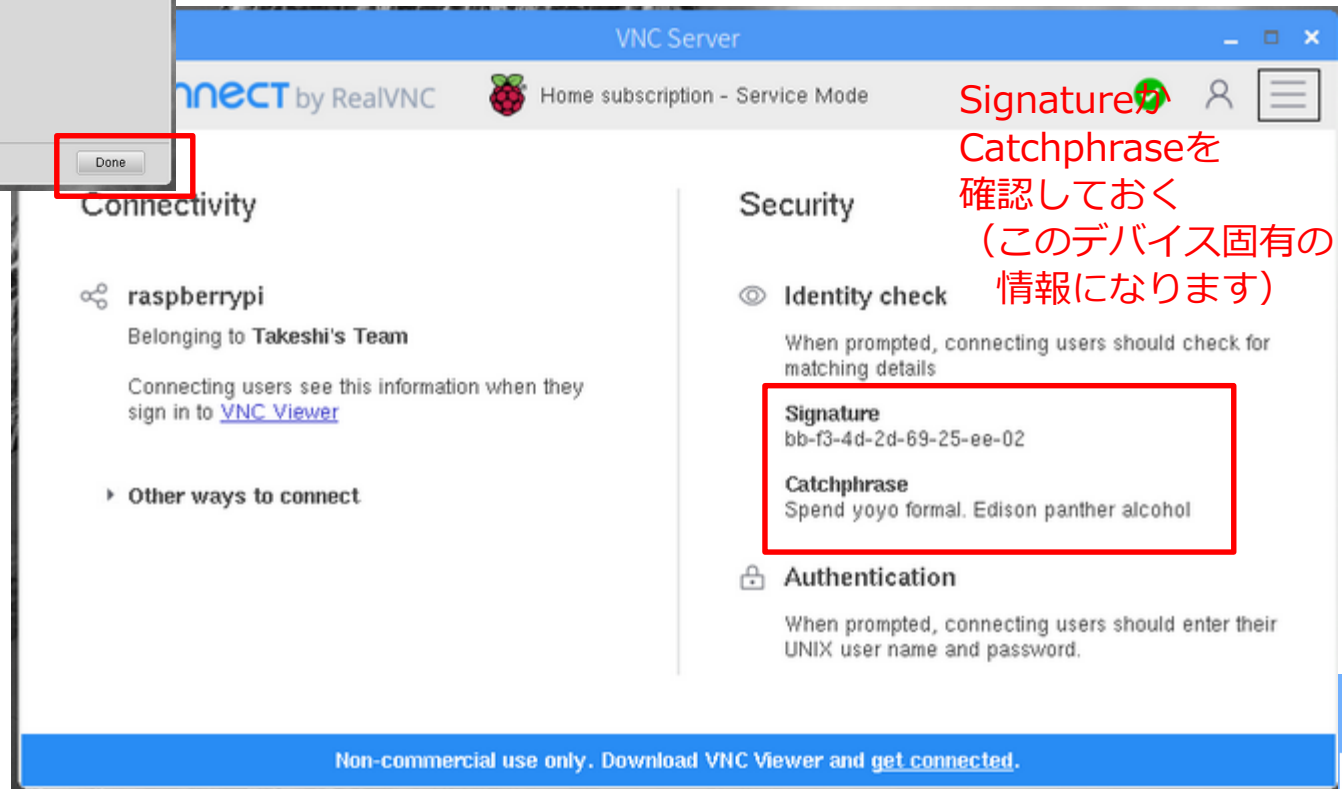 VNC Server
nnect by RealVNC
Home subscription - Service Mode
Signatureか
Catchphraseを
確認しておく
（このデバイス固有の
情報になります）
Done
Connectivity
raspberrypi
Belonging to Takeshi's Team
Connecting users see this information when they
sign in to VNC Viewer
Other ways to connect
Security
Identity check
When prompted, connecting users should check for
matching details
Signature
bb-f3-4d-2d-69-25-ee-02
Catchphrase
Spend yoyo formal. Edison panther alcohol
Authentication
When prompted, connecting users should enter their
UNIX user name and password.
Non-commercial use only. Download VNC Viewer and get connected.